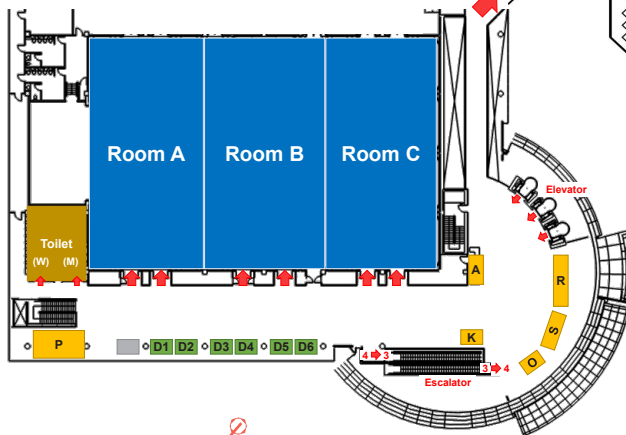 Room A
Room B
Room C
Elevator
Toilet
(W) (M)
A
R
S
O
K
P
D1 D2 D3 D4 D5 D6
4 3
3 4
Escalator